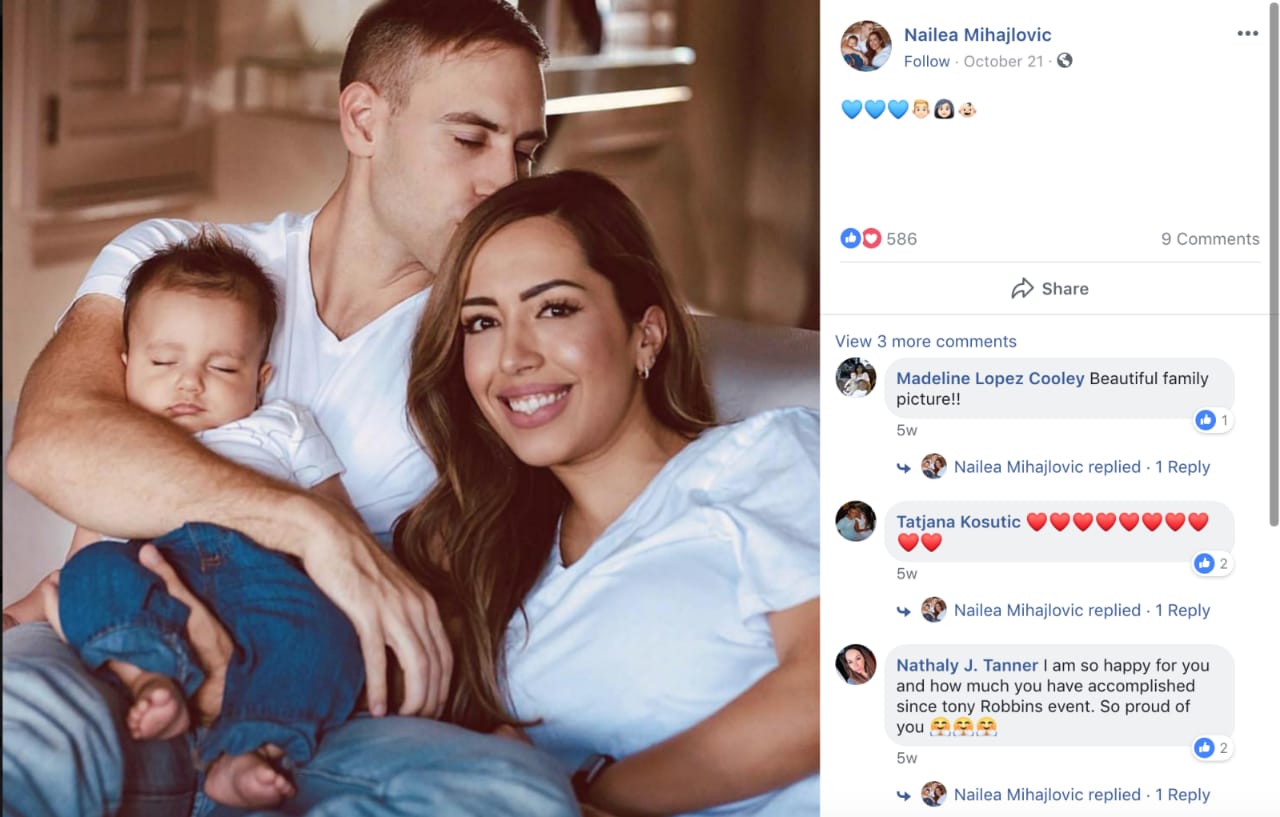 Nailea Mihajlovic
Follow · October 21 ·
💙💙💙👨🏼👩🏻👶🏻
586
9 Comments
Share
View 3 more comments
Madeline Lopez Cooley Beautiful family
picture!!
1
5w
Nailea Mihajlovic replied · 1 Reply
Tatjana Kosutic ❤️❤️❤️❤️❤️❤️❤️❤️
❤️❤️
2
5w
Nailea Mihajlovic replied · 1 Reply
Nathaly J. Tanner I am so happy for you
and how much you have accomplished
since tony Robbins event. So proud of
you 🤗🤗🤗
2
5w
Nailea Mihajlovic replied · 1 Reply